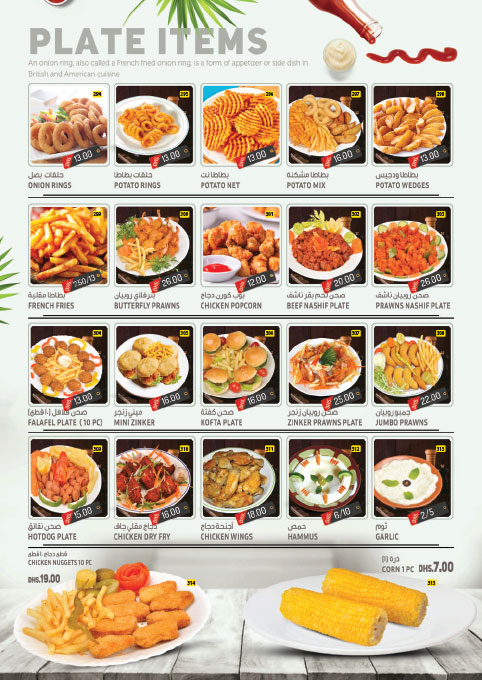 PLATE ITEMS
An onion ring, also called a French fried onion ring, is a form of appetizer or side dish in
British and American cuisine
294 295 296 297 298
13.00 13.00 13.00 16.00 13.00
حلقات بصل
ONION RINGS
حلقات بطاطا
POTATO RINGS
بطاطا نت
POTATO NET
بطاطا مشكلة
POTATO MIX
بطاطا ودجيس
POTATO WEDGES
299 300 301 302 303
7.50/13 26.00 12.00 20.00 26.00
بطاطا مقلية
FRENCH FRIES
بترفلاي روبيان
BUTTERFLY PRAWNS
بوب كورن دجاج
CHICKEN POPCORN
صحن لحم بقر ناشف
BEEF NASHIF PLATE
صحن روبيان ناشف
PRAWNS NASHIF PLATE
304 305 306 307 308
13.00 16.00 16.00 25.00 22.00
صحن فلافل (١٠ قطع)
FALAFEL PLATE ( 10 PC)
ميني زنجر
MINI ZINKER
صحن كفتة
KOFTA PLATE
صحن روبيان زنجر
ZINKER PRAWNS PLATE
جمبو روبيان
JUMBO PRAWNS
309 310 311 312 313
15.00 16.00 18.00 6/10 2/5
صحن نقانق
HOTDOG PLATE
دجاج مقلي جاف
CHICKEN DRY FRY
أجنحة دجاج
CHICKEN WINGS
حمص
HAMMUS
ثوم
GARLIC
CHICKEN NUGGETS 10 PC
DHS.19.00
314
ذرة (١)
CORN 1 PC DHS.7.00
315